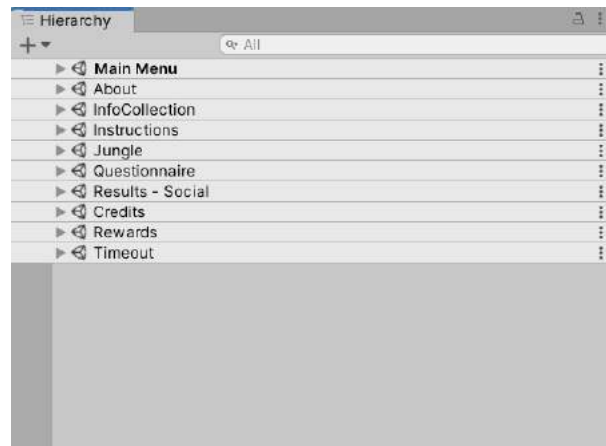 Hierarchy
All
Main Menu
About
InfoCollection
Instructions
Jungle
Questionnaire
Results - Social
Credits
Rewards
Timeout